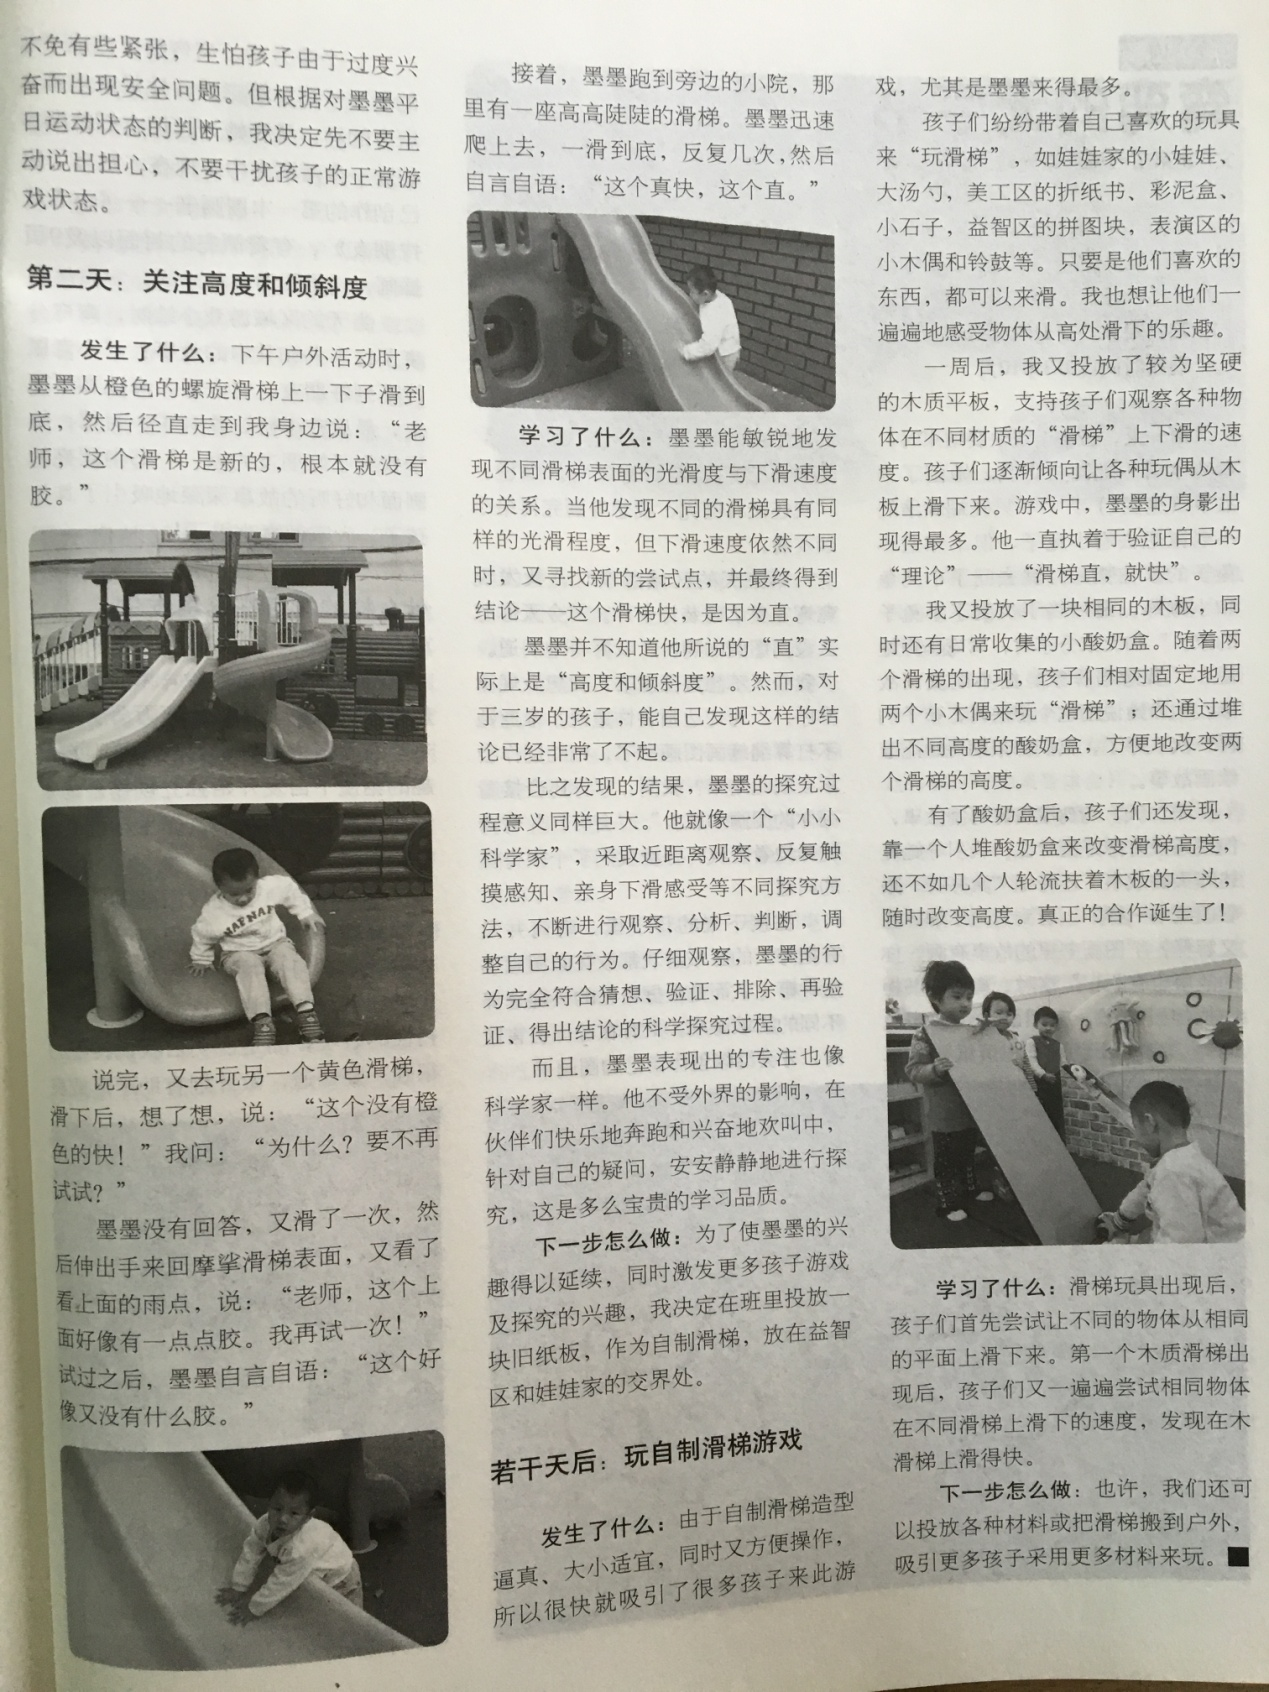 不免有些紧张，生怕孩子由于过度兴
奋而出现安全问题。但根据对墨墨平
日运动状态的判断，我决定先不要主
动说出担心，不要干扰孩子的正常游
戏状态。
第二天：关注高度和倾斜度
发生了什么：下午户外活动时，
墨墨从橙色的螺旋滑梯上一下子滑到
底，然后径直走到我身边说：“老
师，这个滑梯是新的，根本就没有
胶。”
说完，又去玩另一个黄色滑梯，
滑下后，想了想，说：“这个没有橙
色的快！”我问：“为什么？要不再
试试？”
墨墨没有回答，又滑了一次，然
后伸出手来回摩挲滑梯表面，又看了
看上面的雨点，说：“老师，这个上
面好像有一点点胶。我再试一次！”
试过之后，墨墨自言自语：“这个好
像又没有什么胶。”
接着，墨墨跑到旁边的小院，那
里有一座高高陡陡的滑梯。墨墨迅速
爬上去，一滑到底，反复几次，然后
自言自语：“这个真快，这个直。”
学习了什么：墨墨能敏锐地发
现不同滑梯表面的光滑度与下滑速度
的关系。当他发现不同的滑梯具有同
样的光滑程度，但下滑速度依然不同
时，又寻找新的尝试点，并最终得到
结论——这个滑梯快，是因为直。
墨墨并不知道他所说的“直”实
际上是“高度和倾斜度”。然而，对
于三岁的孩子，能自己发现这样的结
论已经非常了不起。
比之发现的结果，墨墨的探究过
程意义同样巨大。他就像一个“小小
科学家”，采取近距离观察、反复触
摸感知、亲身下滑感受等不同探究方
法，不断进行观察、分析、判断，调
整自己的行为。仔细观察，墨墨的行
为完全符合猜想、验证、排除、再验
证、得出结论的科学探究过程。
而且，墨墨表现出的专注也像
科学家一样。他不受外界的影响，在
伙伴们快乐地奔跑和兴奋地欢叫中，
针对自己的疑问，安安静静地进行探
究，这是多么宝贵的学习品质。
下一步怎么做：为了使墨墨的兴
趣得以延续，同时激发更多孩子游戏
及探究的兴趣，我决定在班里投放一
块旧纸板，作为自制滑梯，放在益智
区和娃娃家的交界处。
若干天后：玩自制滑梯游戏
发生了什么：由于自制滑梯造型
逼真、大小适宜，同时又方便操作，
所以很快就吸引了很多孩子来此游
戏，尤其是墨墨来得最多。
孩子们纷纷带着自己喜欢的玩具
来“玩滑梯”，如娃娃家的小娃娃、
大汤勺，美工区的折纸书、彩泥盒、
小石子，益智区的拼图块，表演区的
小木偶和铃鼓等。只要是他们喜欢的
东西，都可以来滑。我也想让他们一
遍遍地感受物体从高处滑下的乐趣。
一周后，我又投放了较为坚硬
的木质平板，支持孩子们观察各种物
体在不同材质的“滑梯”上下滑的速
度。孩子们逐渐倾向让各种玩偶从木
板上滑下来。游戏中，墨墨的身影出
现得最多。他一直执着于验证自己的
“理论”——“滑梯直，就快”。
我又投放了一块相同的木板，同
时还有日常收集的小酸奶盒。随着两
个滑梯的出现，孩子们相对固定地用
两个小木偶来玩“滑梯”；还通过堆
出不同高度的酸奶盒，方便地改变两
个滑梯的高度。
有了酸奶盒后，孩子们还发现，
靠一个人堆酸奶盒来改变滑梯高度，
还不如几个人轮流扶着木板的一头，
随时改变高度。真正的合作诞生了！
学习了什么：滑梯玩具出现后，
孩子们首先尝试让不同的物体从相同
的平面上滑下来。第一个木质滑梯出
现后，孩子们又一遍遍尝试相同物体
在不同滑梯上滑下的速度，发现在木
滑梯上滑得快。
下一步怎么做：也许，我们还可
以投放各种材料或把滑梯搬到户外，
吸引更多孩子采用更多材料来玩。■